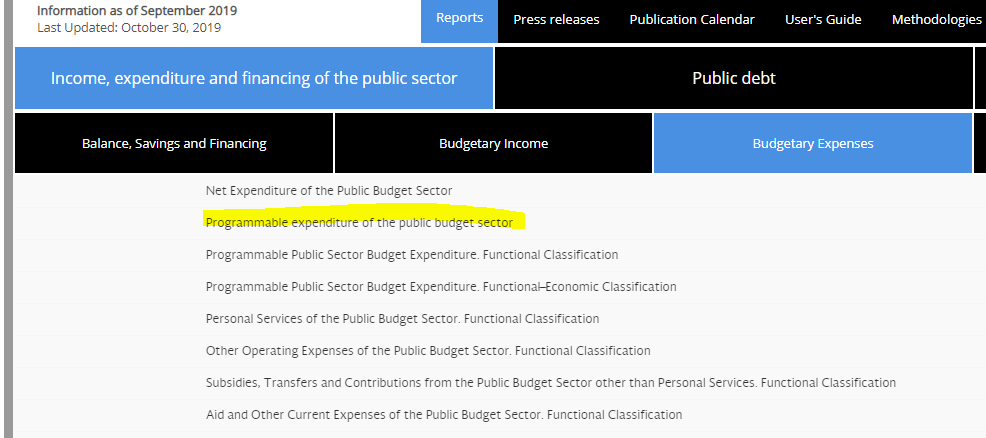 Information as of September 2019
Last Updated: October 30, 2019
Reports
Press releases
Publication Calendar
User's Guide
Methodologies
Income, expenditure and financing of the public sector
Public debt
Balance, Savings and Financing
Budgetary Income
Budgetary Expenses
Net Expenditure of the Public Budget Sector
Programmable expenditure of the public budget sector
Programmable Public Sector Budget Expenditure. Functional Classification
Programmable Public Sector Budget Expenditure. Functional–Economic Classification
Personal Services of the Public Budget Sector. Functional Classification
Other Operating Expenses of the Public Budget Sector. Functional Classification
Subsidies, Transfers and Contributions from the Public Budget Sector other than Personal Services. Functional Classification
Aid and Other Current Expenses of the Public Budget Sector. Functional Classification